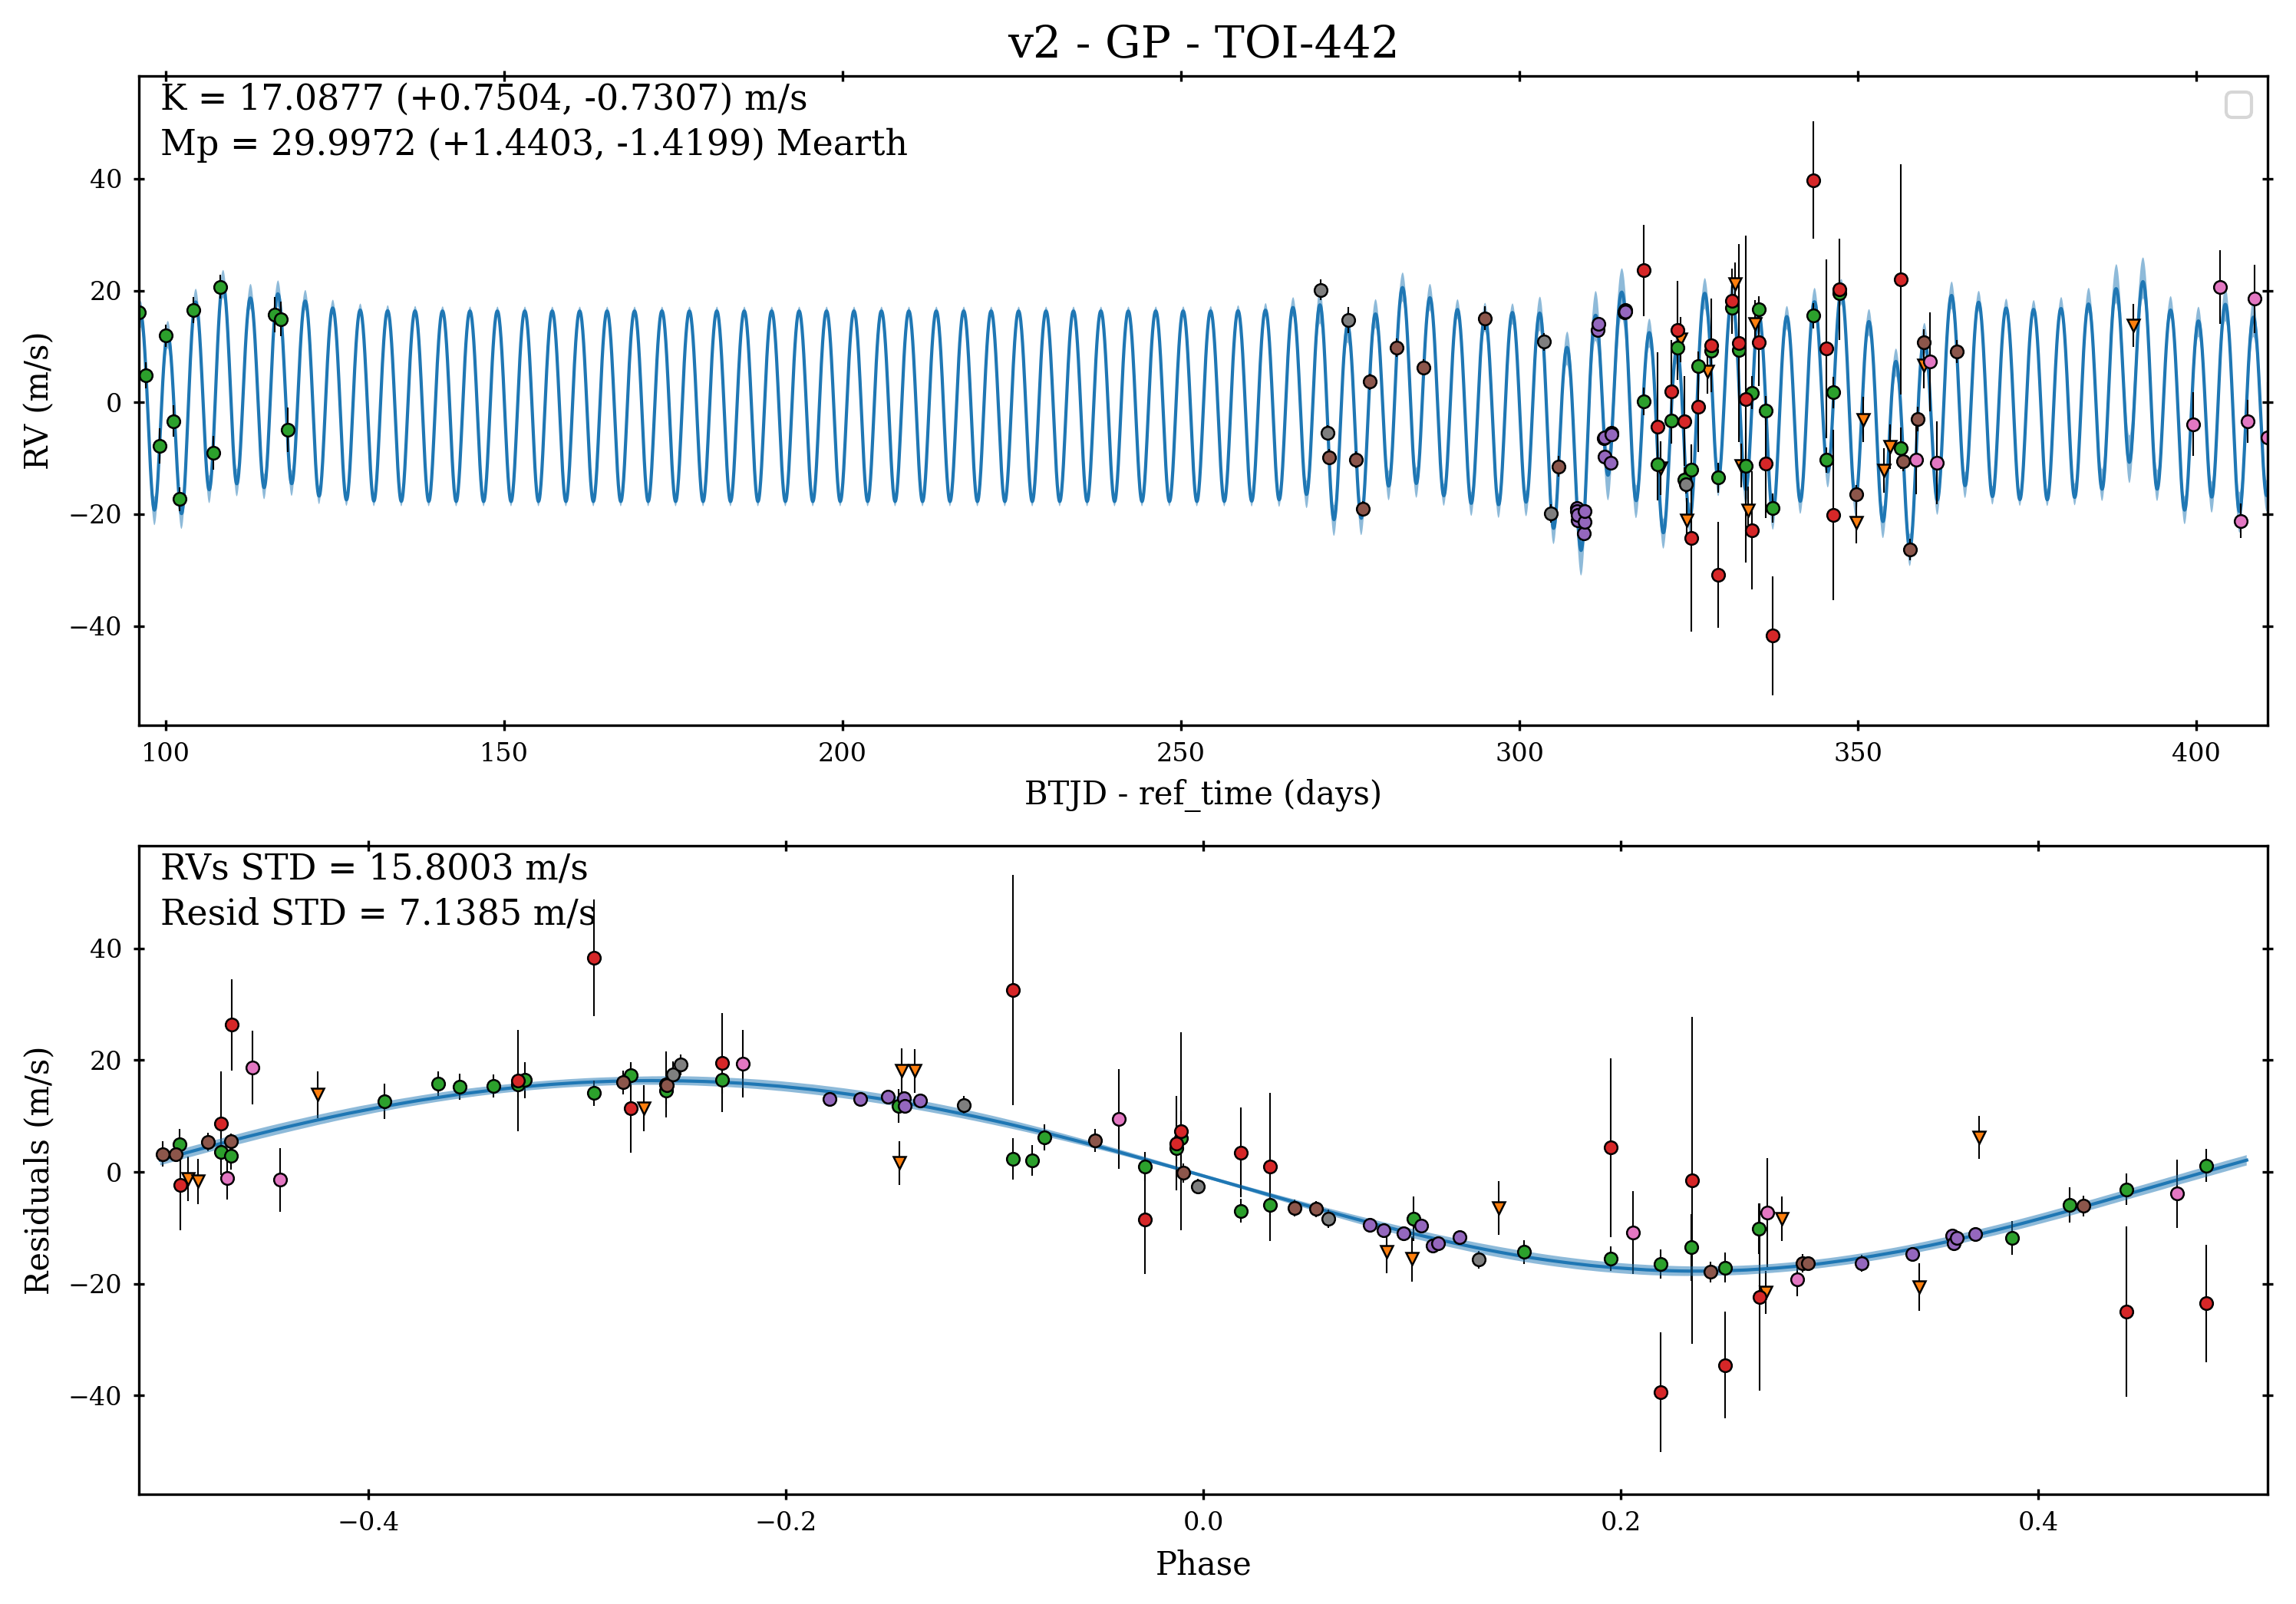 v2 - GP - TOI-442
K = 17.0877 (+0.7504, -0.7307) m/s
Mp = 29.9972 (+1.4403, -1.4199) Mearth
RV (m/s)
40
20
0
−20
−40
100 150 200 250 300 350 400
BTJD - ref_time (days)
RVs STD = 15.8003 m/s
Resid STD = 7.1385 m/s
Residuals (m/s)
40
20
0
−20
−40
−0.4 −0.2 0.0 0.2 0.4
Phase